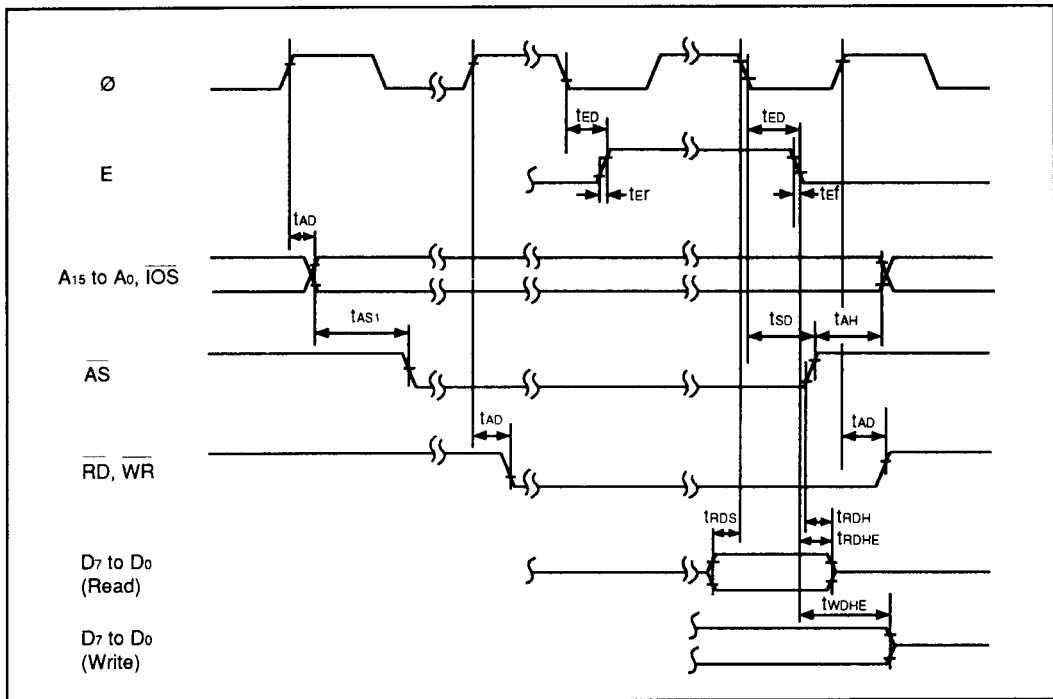 Ø
tED
tED
E
tEr
tEf
tAD
A15 to A0, IOS
tAS1
tSD
tAH
AS
tAD
tAD
RD, WR
tRDS
tRDH
tRDHE
D7 to D0
(Read)
tWDHE
D7 to D0
(Write)